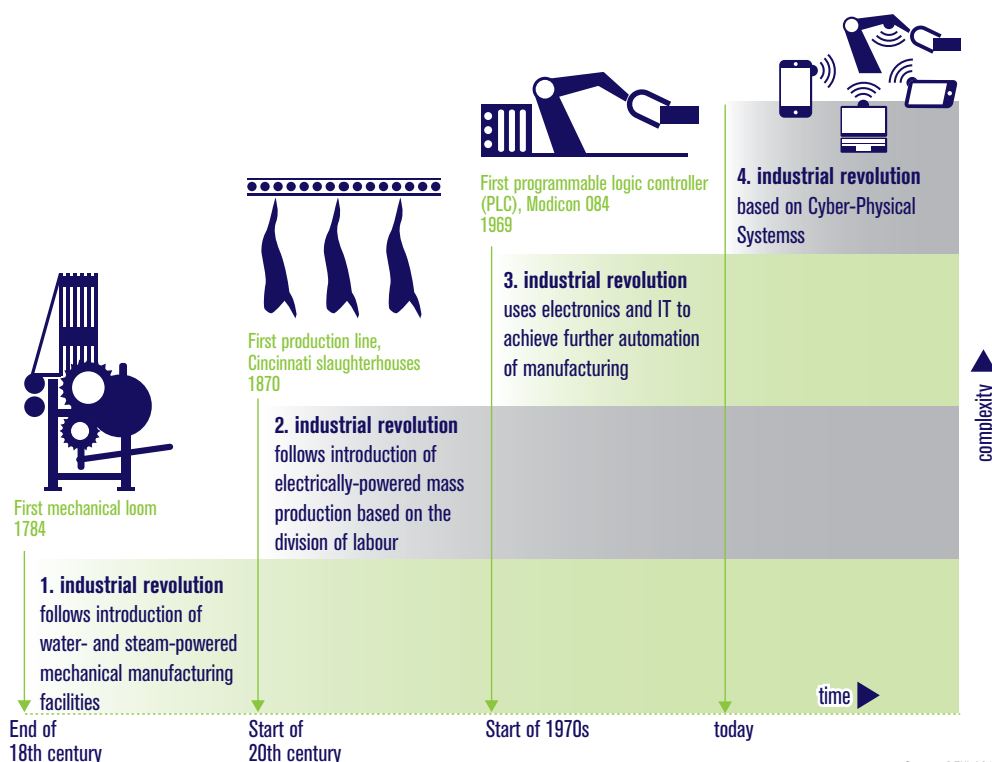 First programmable logic controller
(PLC), Modicon 084
1969
4. industrial revolution
based on Cyber-Physical
Systemss
3. industrial revolution
uses electronics and IT to
achieve further automation
of manufacturing
First production line,
Cincinnati slaughterhouses
1870
2. industrial revolution
follows introduction of
electrically-powered mass
production based on the
division of labour
First mechanical loom
1784
1. industrial revolution
follows introduction of
water- and steam-powered
mechanical manufacturing
facilities
complexity
time
End of
18th century
Start of
20th century
Start of 1970s
today